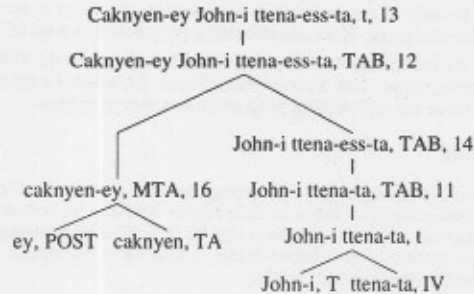 Caknyen-ey John-i ttena-ess-ta, t, 13
Caknyen-ey John-i ttena-ess-ta, TAB, 12
John-i ttena-ess-ta, TAB, 14
caknyen-ey, MTA, 16
John-i ttena-ta, TAB, 11
ey, POST
caknyen, TA
John-i ttena-ta, t
John-i, T
ttena-ta, IV